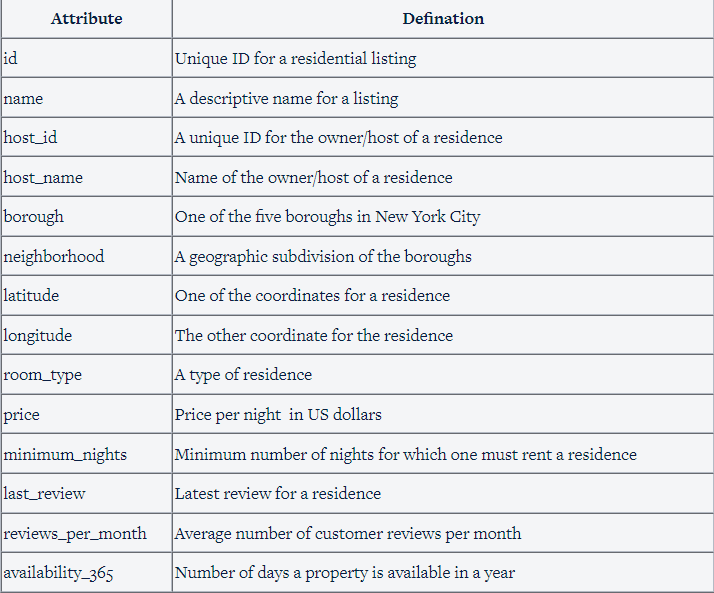 Attribute Defination
id Unique ID for a residential listing
name A descriptive name for a listing
host_id A unique ID for the owner/host of a residence
host_name Name of the owner/host of a residence
borough One of the five boroughs in New York City
neighborhood A geographic subdivision of the boroughs
latitude One of the coordinates for a residence
longitude The other coordinate for the residence
room_type A type of residence
price Price per night in US dollars
minimum_nights Minimum number of nights for which one must rent a residence
last_review Latest review for a residence
reviews_per_month Average number of customer reviews per month
availability_365 Number of days a property is available in a year